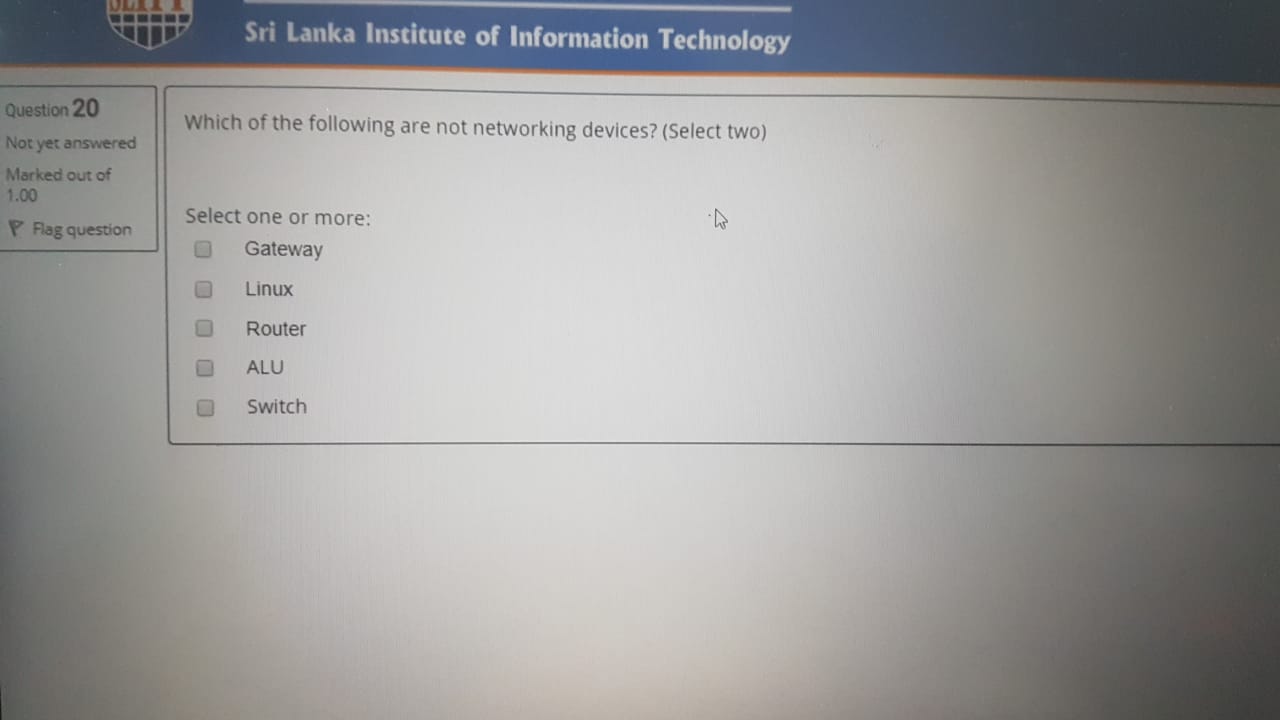 SLIIT
Sri Lanka Institute of Information Technology
Question 20
Not yet answered
Marked out of
1.00
Flag question
Which of the following are not networking devices? (Select two)
Select one or more:
Gateway
Linux
Router
ALU
Switch